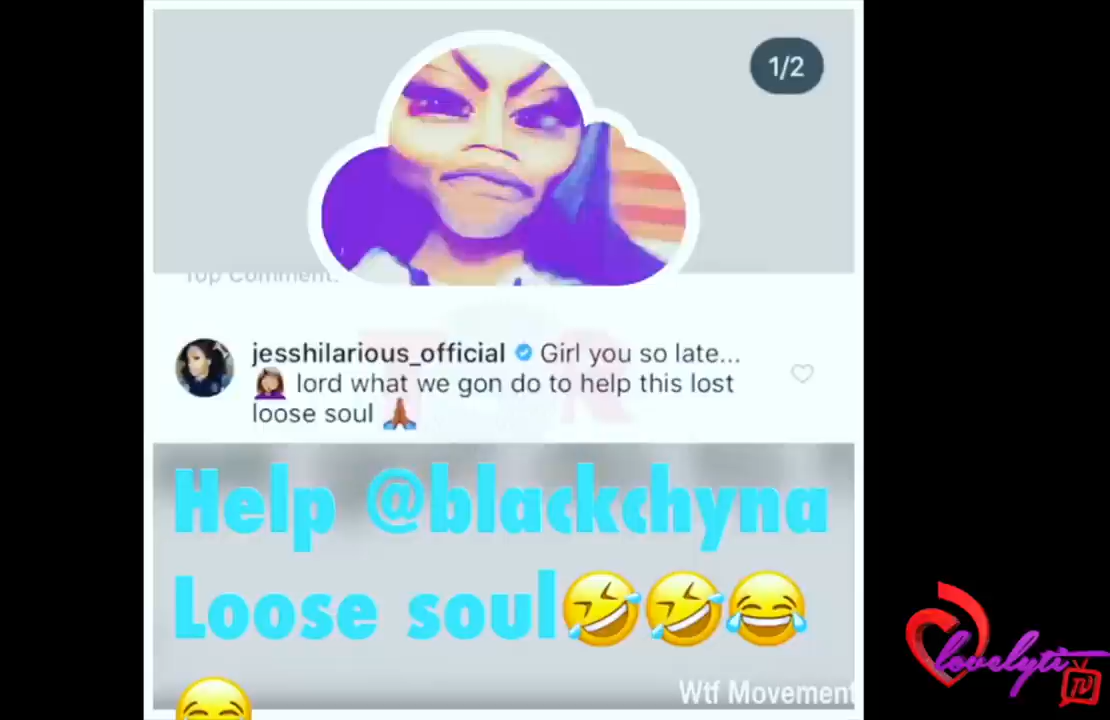 1/2
Top Comment:
jesshilarious_official Girl you so late...
🤦🏽‍♀️ lord what we gon do to help this lost
loose soul 🙏🏾
Help @blackchyna
Loose soul🤣🤣😂
😂
Wtf Movement
lovelyti
TV